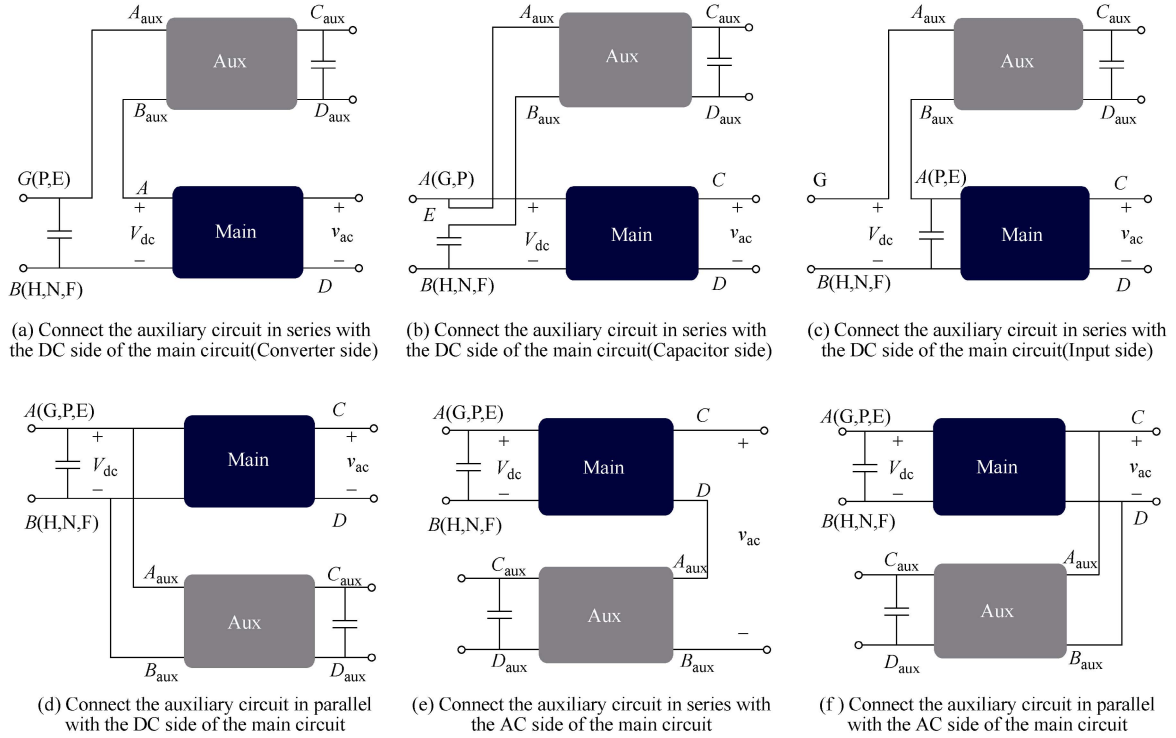 A_aux
C_aux
Aux
B_aux
D_aux
G(P,E)
A
+
V_dc
−
Main
+
v_ac
−
B(H,N,F)
D
(a) Connect the auxiliary circuit in series with
the DC side of the main circuit(Converter side)
A_aux
C_aux
Aux
B_aux
D_aux
A(G,P)
E
C
+
V_dc
−
Main
+
v_ac
−
B(H,N,F)
D
(b) Connect the auxiliary circuit in series with
the DC side of the main circuit(Capacitor side)
A_aux
C_aux
Aux
B_aux
D_aux
G
A(P,E)
C
+
V_dc
−
Main
+
v_ac
−
B(H,N,F)
D
(c) Connect the auxiliary circuit in series with
the DC side of the main circuit(Input side)
A(G,P,E)
C
+
V_dc
−
Main
+
v_ac
−
B(H,N,F)
D
A_aux
C_aux
Aux
B_aux
D_aux
(d) Connect the auxiliary circuit in parallel
with the DC side of the main circuit
A(G,P,E)
C
+
V_dc
−
Main
+
D
B(H,N,F)
v_ac
C_aux
A_aux
Aux
−
D_aux
B_aux
(e) Connect the auxiliary circuit in series with
the AC side of the main circuit
A(G,P,E)
C
+
V_dc
−
Main
+
v_ac
−
B(H,N,F)
D
C_aux
A_aux
Aux
D_aux
B_aux
(f) Connect the auxiliary circuit in parallel
with the AC side of the main circuit